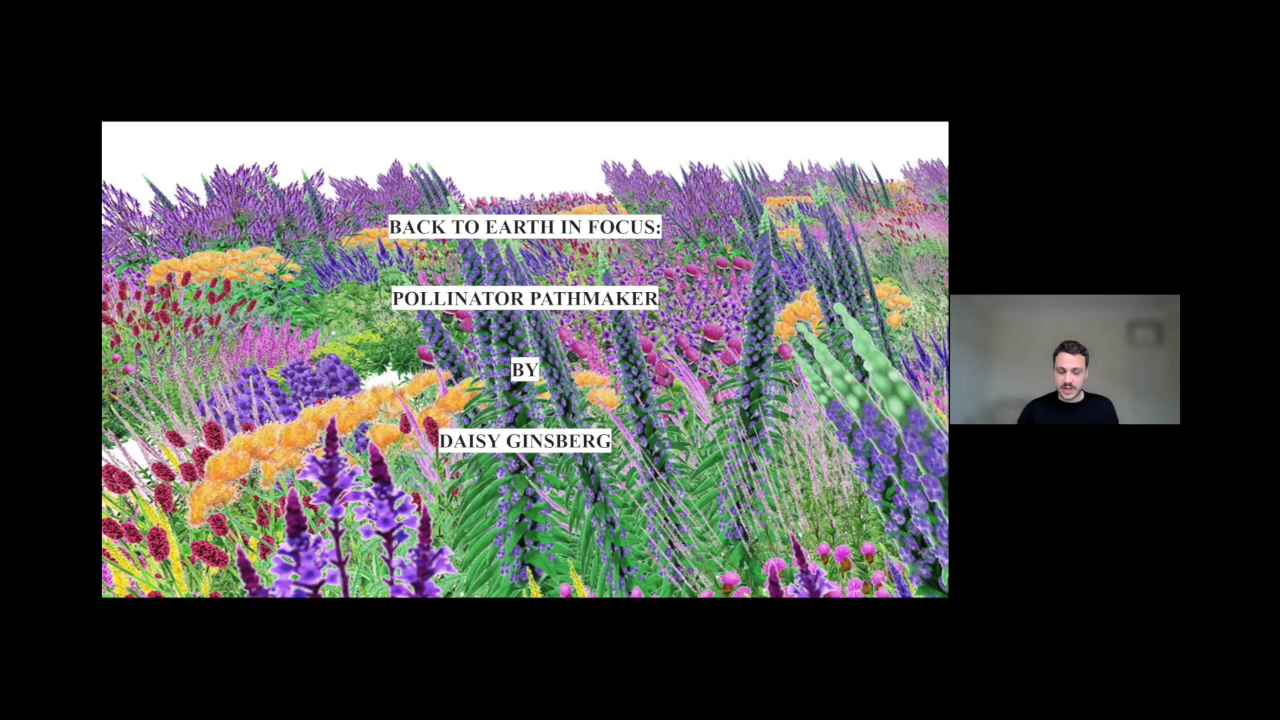 BACK TO EARTH IN FOCUS:
POLLINATOR PATHMAKER
BY
DAISY GINSBERG